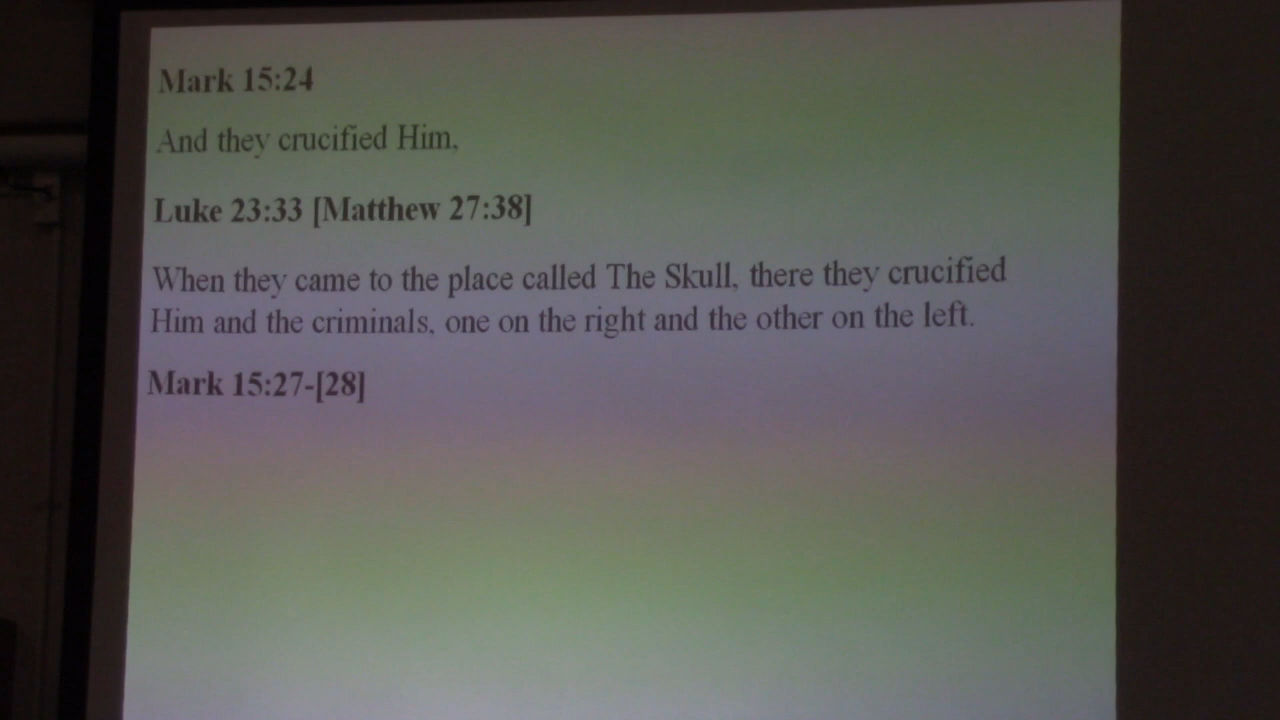 Mark 15:24
And they crucified Him,
Luke 23:33 [Matthew 27:38]
When they came to the place called The Skull, there they crucified
Him and the criminals, one on the right and the other on the left.
Mark 15:27-[28]